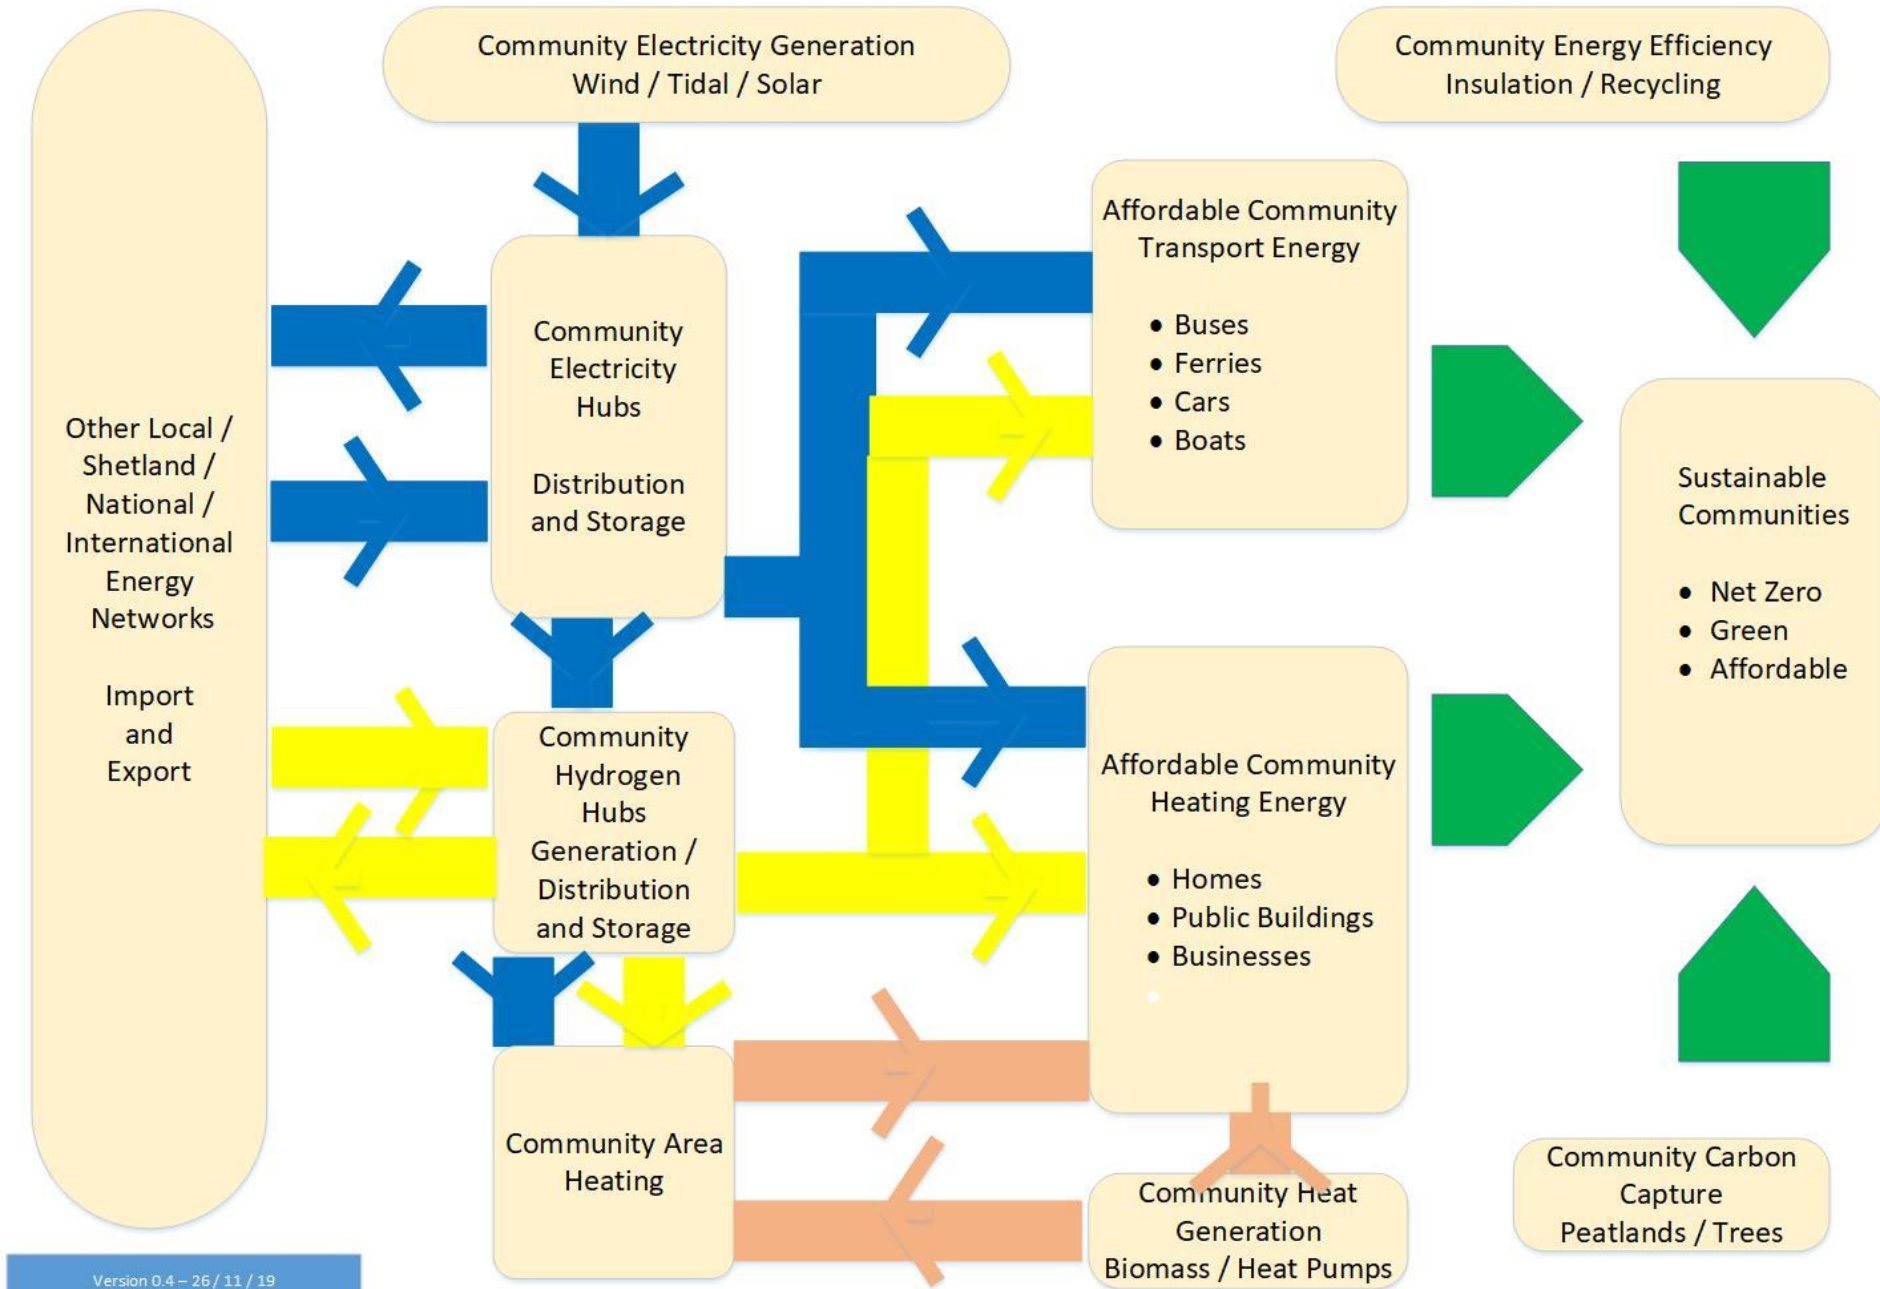 Community Electricity Generation
Wind / Tidal / Solar
Community Energy Efficiency
Insulation / Recycling
Other Local /
Shetland /
National /
International
Energy
Networks
Import
and
Export
Community
Electricity
Hubs
Distribution
and Storage
Affordable Community
Transport Energy
• Buses
• Ferries
• Cars
• Boats
Sustainable
Communities
• Net Zero
• Green
• Affordable
Community
Hydrogen
Hubs
Generation /
Distribution
and Storage
Affordable Community
Heating Energy
• Homes
• Public Buildings
• Businesses
Community Area
Heating
Community Heat
Generation
Biomass / Heat Pumps
Community Carbon
Capture
Peatlands / Trees
Version 0.4 – 26 / 11 / 19